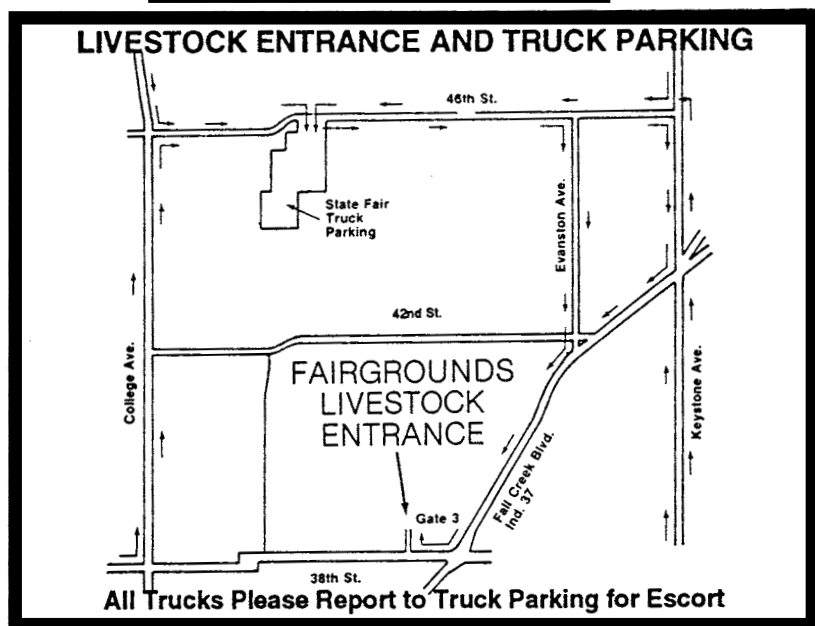 LIVESTOCK ENTRANCE AND TRUCK PARKING
46th St.
State Fair
Truck
Parking
Evanston Ave.
42nd St.
College Ave.
Keystone Ave.
FAIRGROUNDS
LIVESTOCK
ENTRANCE
Fall Creek Blvd.
Ind. 37
Gate 3
38th St.
All Trucks Please Report to Truck Parking for Escort